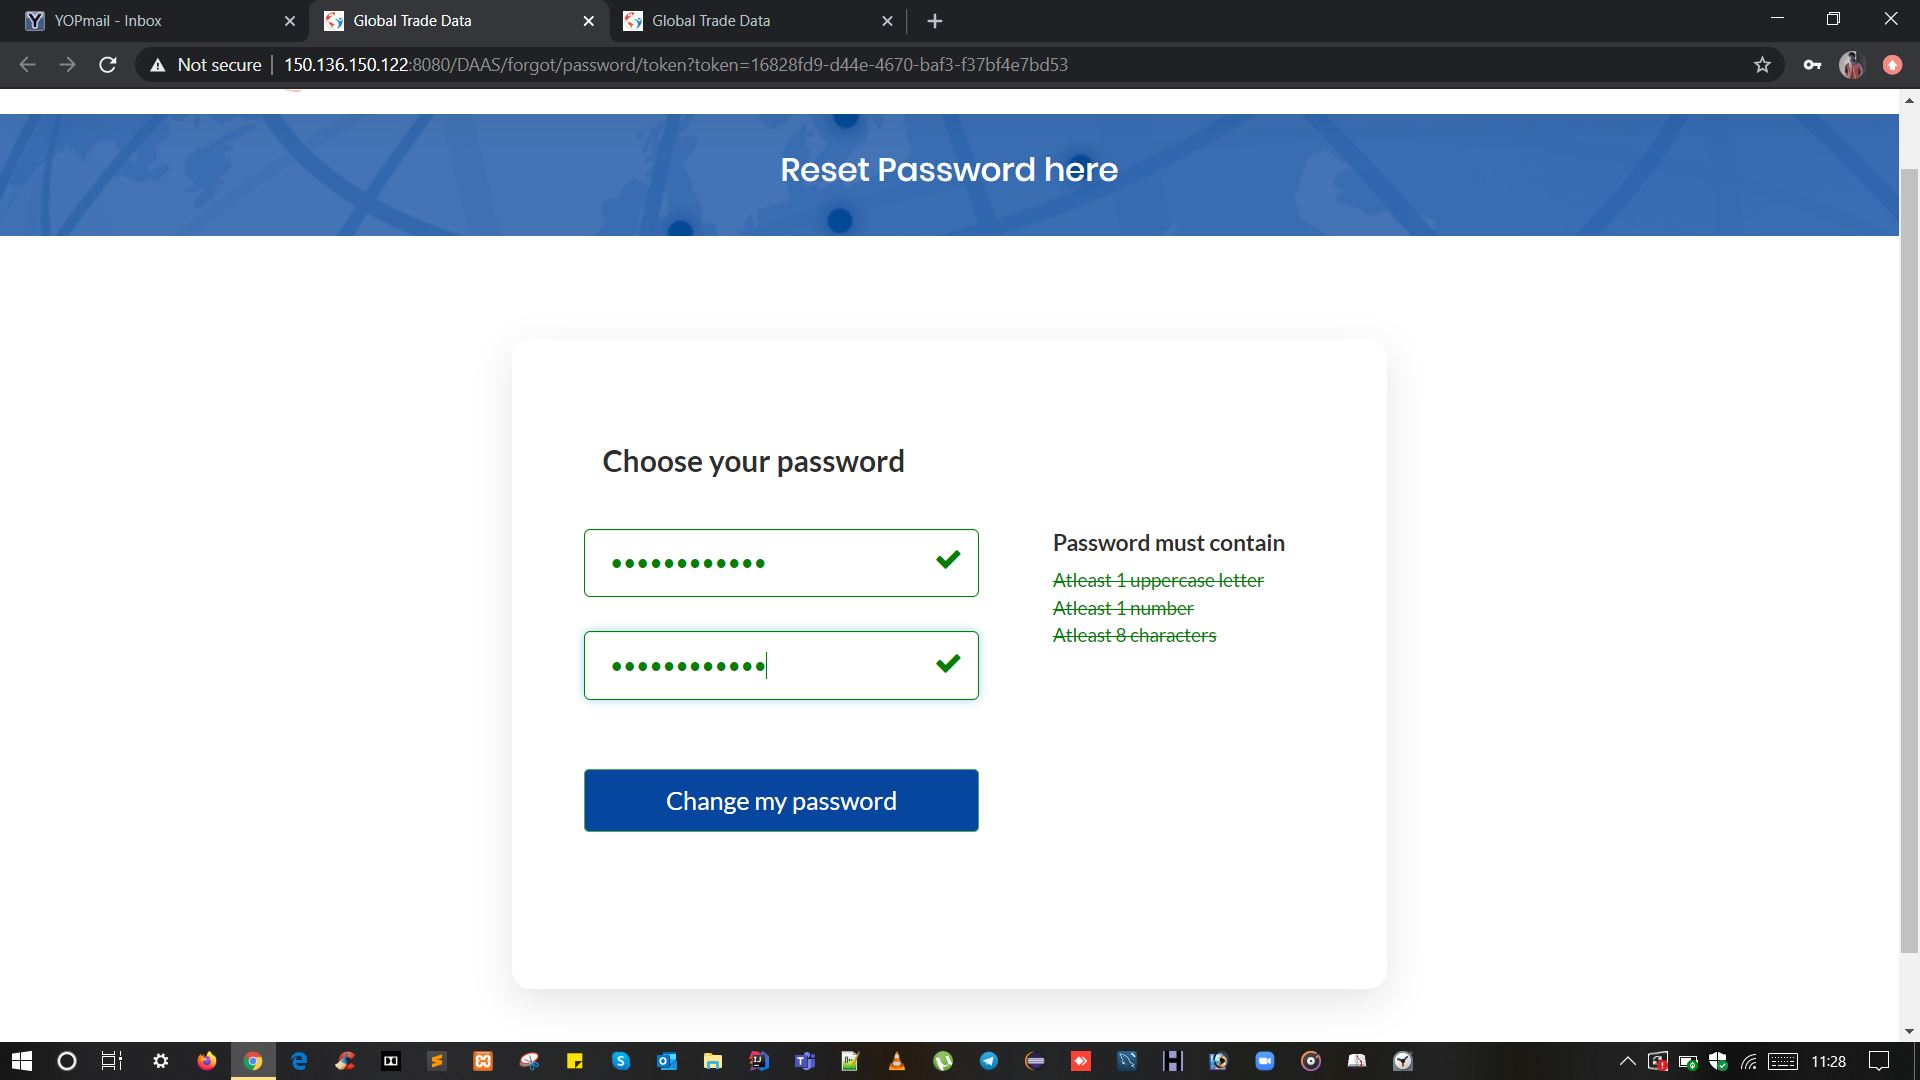 YOPmail - Inbox
Global Trade Data
Global Trade Data
Not secure
150.136.150.122:8080/DAAS/forgot/password/token?token=16828fd9-d44e-4670-baf3-f37bf4e7bd53
Reset Password here
Choose your password
Password must contain
Atleast 1 uppercase letter
Atleast 1 number
Atleast 8 characters
Change my password
11:28